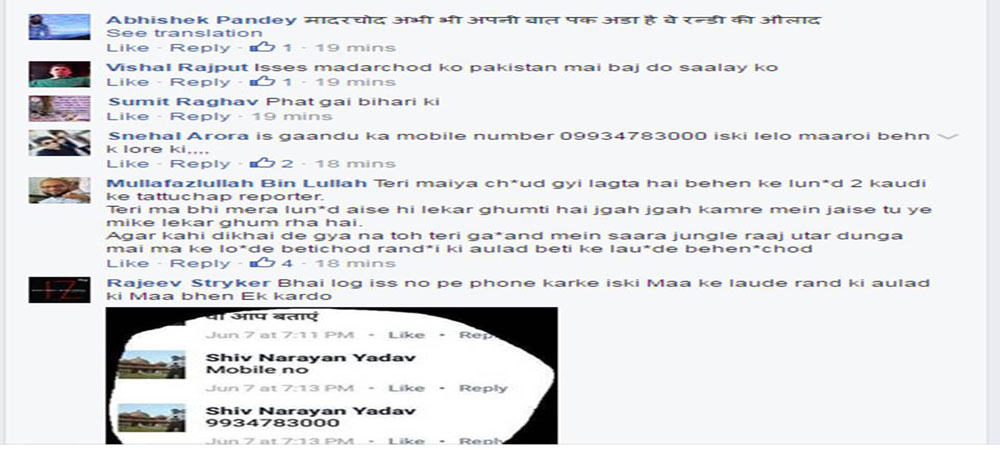 Abhishek Pandey मादरचोद अभी भी अपनी बात पक अडा है वे रन्डी की औलाद
See translation
Like · Reply · 1 · 19 mins
Vishal Rajput Isses madarchod ko pakistan mai baj do saalay ko
Like · Reply · 1 · 19 mins
Sumit Raghav Phat gai bihari ki
Like · Reply · 19 mins
Snehal Arora is gaandu ka mobile number 09934783000 iski lelo maaroi behn
k lore ki,...
Like · Reply · 2 · 18 mins
Mullafazlullah Bin Lullah Teri maiya ch*ud gyi lagta hai behen ke lun*d 2 kaudi
ke tattuchap reporter.
Teri ma bhi mera lun*d aise hi lekar ghumti hai jgah jgah kamre mein jaise tu ye
mike lekar ghum rha hai.
Agar kahi dikhai de gya na toh teri ga*and mein saara jungle raaj utar dunga
mai ma ke lo*de betichod rand*i ki aulad beti ke lau*de behen*chod
Like · Reply · 4 · 18 mins
Rajeev Stryker Bhai log iss no pe phone karke iski Maa ke laude rand ki aulad
ki Maa bhen Ek kardo
आप बताएं
Jun 7 at 7:11 PM · Like · Rep
Shiv Narayan Yadav
Mobile no
Jun 7 at 7:13 PM · Like · Reply
Shiv Narayan Yadav
9934783000
Jun 7 at 7:13 PM · Like · Reply